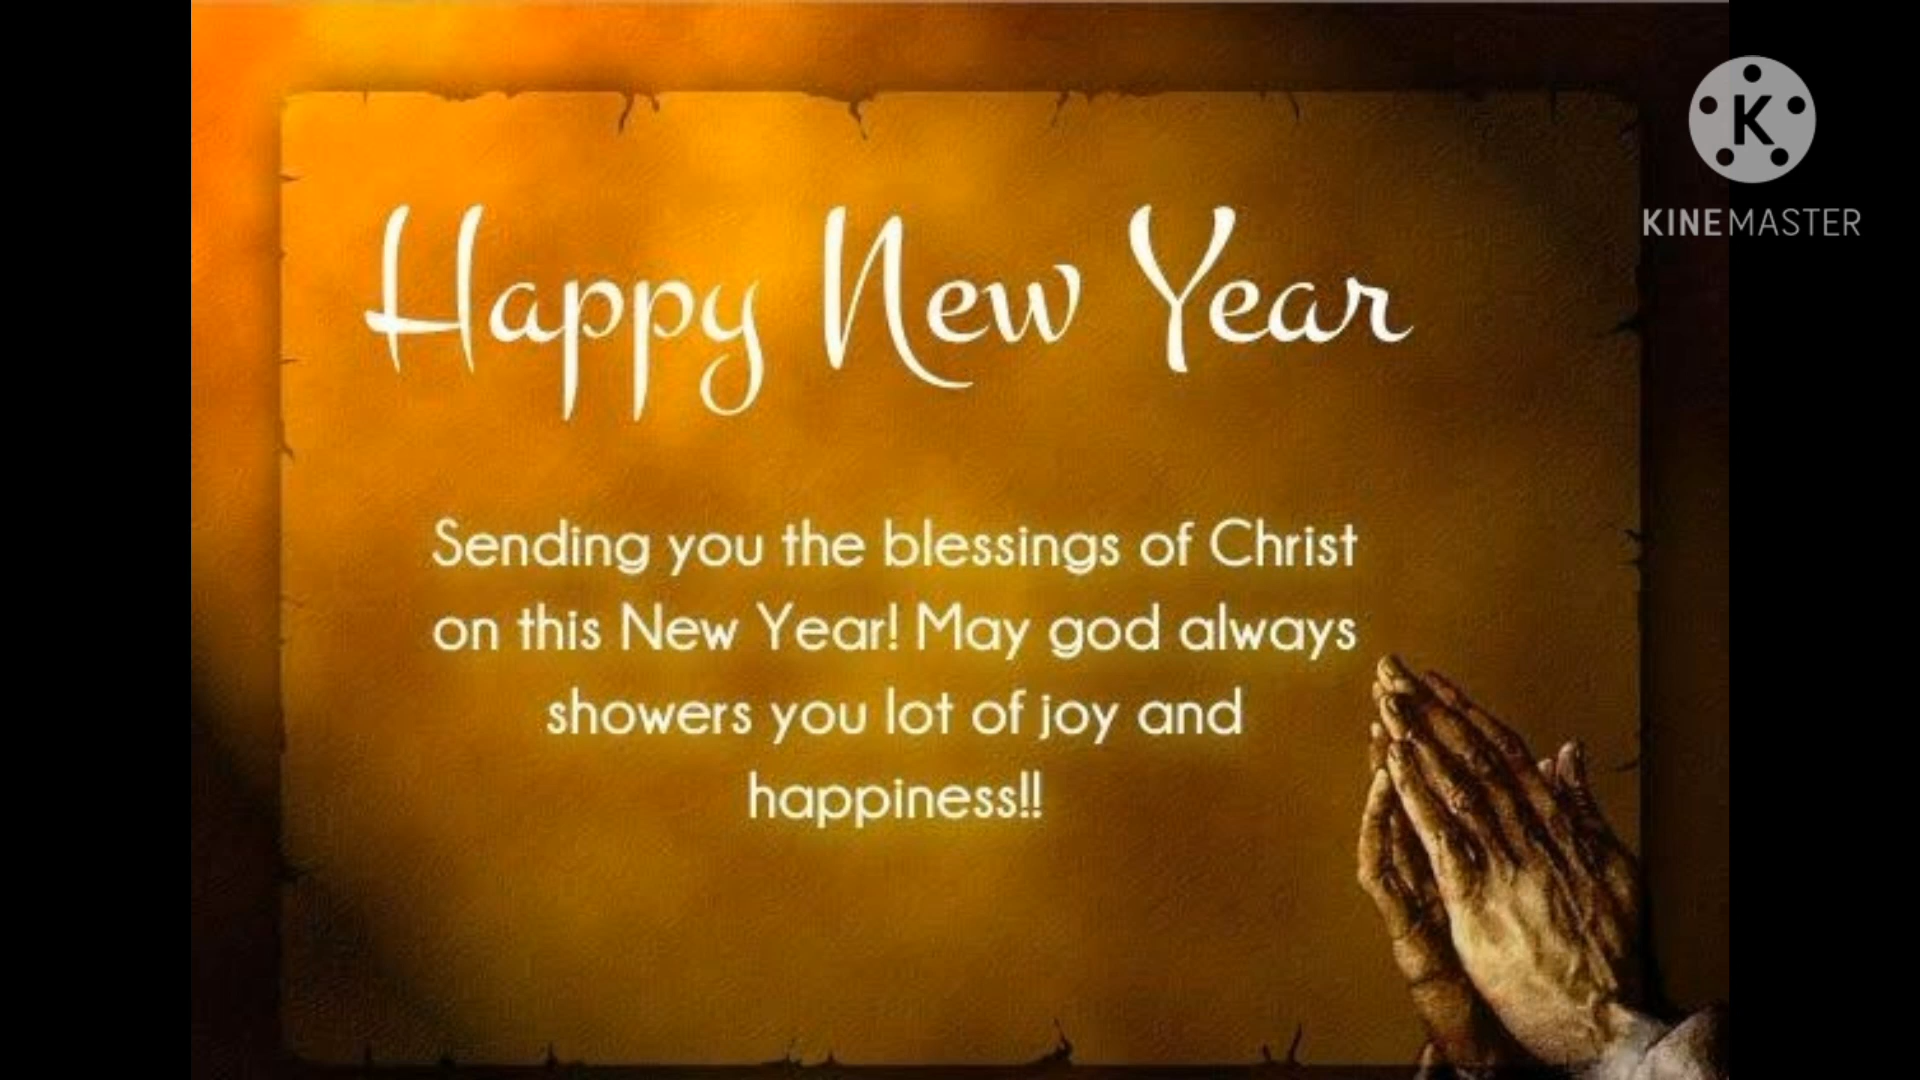 Happy New Year
Sending you the blessings of Christ
on this New Year! May god always
showers you lot of joy and
happiness!!
K
KINEMASTER